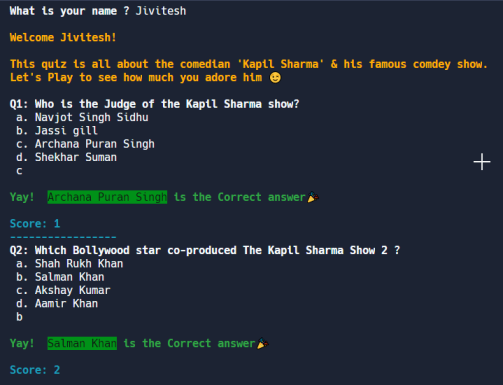 What is your name ? Jivitesh
Welcome Jivitesh!
This quiz is all about the comedian 'Kapil Sharma' & his famous comdey show.
Let's Play to see how much you adore him 😉
Q1: Who is the Judge of the Kapil Sharma show?
a. Navjot Singh Sidhu
b. Jassi gill
c. Archana Puran Singh
d. Shekhar Suman
c
Yay! Archana Puran Singh is the Correct answer🎉
Score: 1
-----------------
Q2: Which Bollywood star co-produced The Kapil Sharma Show 2 ?
a. Shah Rukh Khan
b. Salman Khan
c. Akshay Kumar
d. Aamir Khan
b
Yay! Salman Khan is the Correct answer🎉
Score: 2